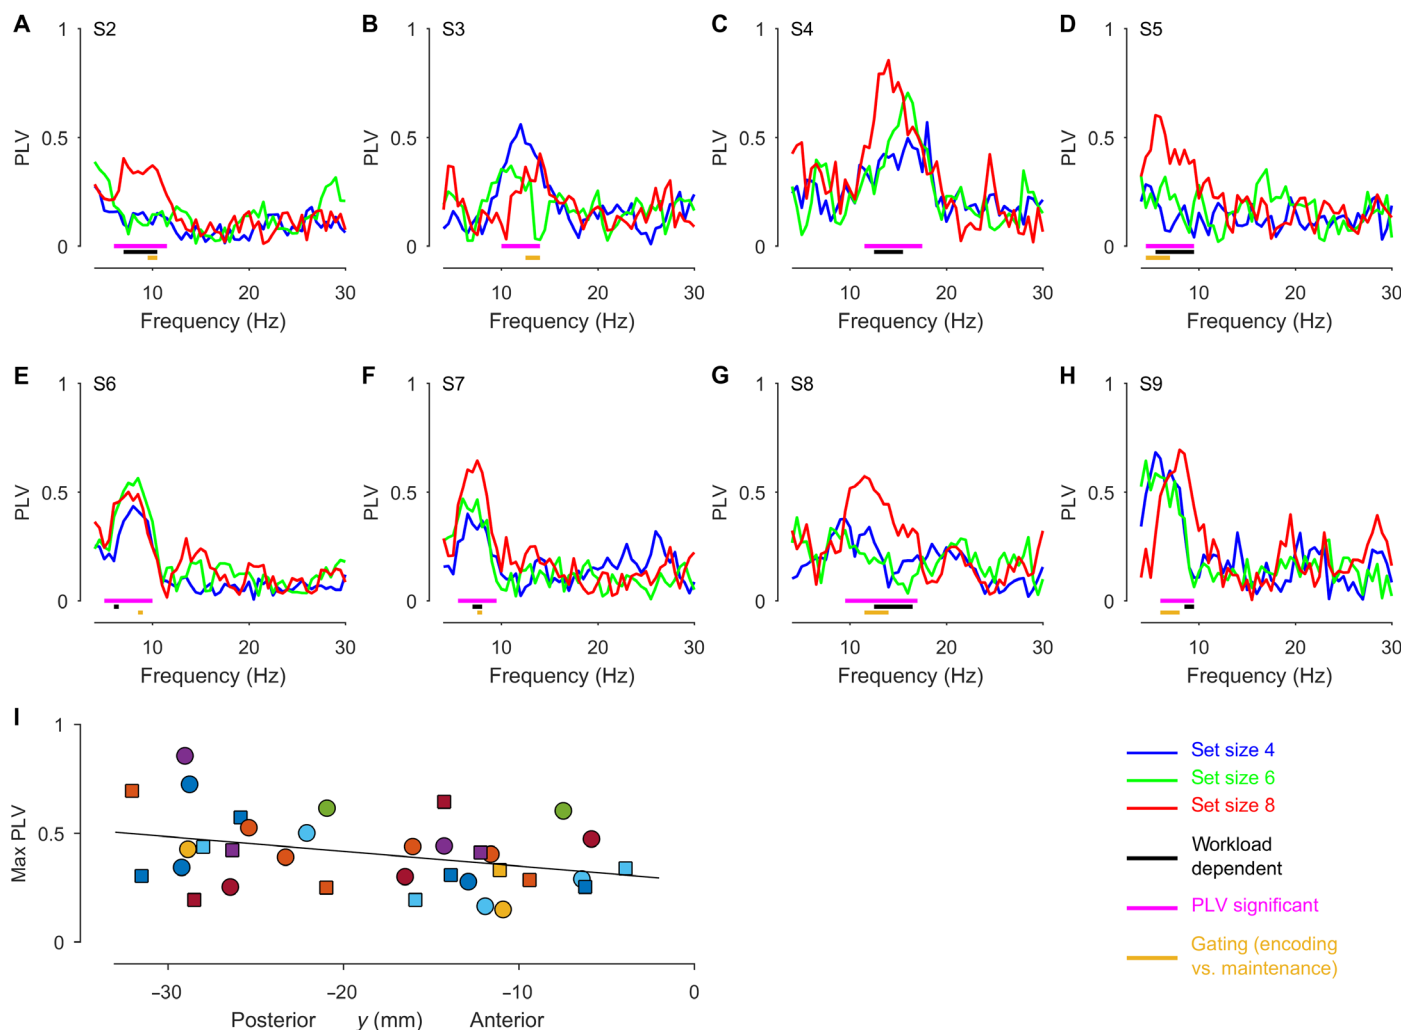 A
S2
1
0.5
0
PLV
10
20
30
Frequency (Hz)
B
S3
1
0.5
0
PLV
10
20
30
Frequency (Hz)
C
S4
1
0.5
0
PLV
10
20
30
Frequency (Hz)
D
S5
1
0.5
0
PLV
10
20
30
Frequency (Hz)
E
S6
1
0.5
0
PLV
10
20
30
Frequency (Hz)
F
S7
1
0.5
0
PLV
10
20
30
Frequency (Hz)
G
S8
1
0.5
0
PLV
10
20
30
Frequency (Hz)
H
S9
1
0.5
0
PLV
10
20
30
Frequency (Hz)
I
1
0.5
0
Max PLV
−30
−20
−10
0
Posterior
y (mm)
Anterior
Set size 4
Set size 6
Set size 8
Workload
dependent
PLV significant
Gating (encoding
vs. maintenance)